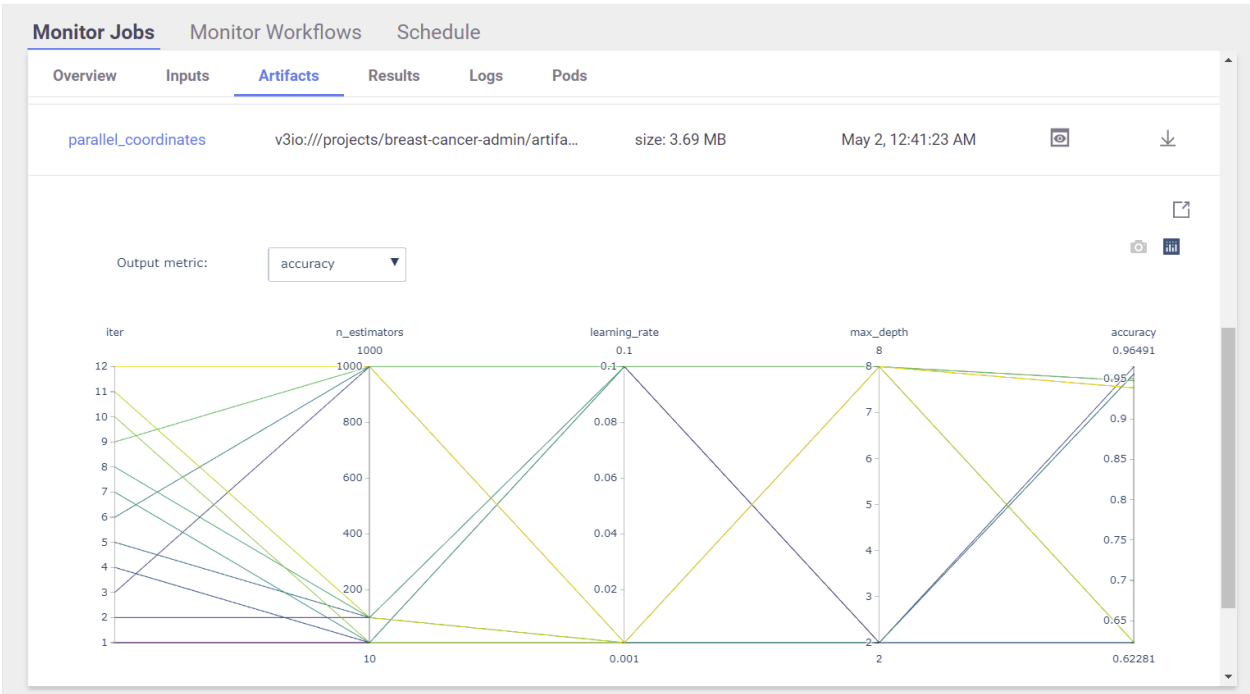 Monitor Jobs Monitor Workflows Schedule
Overview Inputs Artifacts Results Logs Pods
parallel_coordinates v3io:///projects/breast-cancer-admin/artifa... size: 3.69 MB May 2, 12:41:23 AM
Output metric: accuracy
iter n_estimators learning_rate max_depth accuracy
1000 0.1 8 0.96491
12 1000 0.1 8
11 0.95
10 800 0.08 7 0.9
9
8 600 0.06 6 0.85
7 0.8
6 5
5 400 0.04 0.75
4 4
3 200 0.02 3 0.7
2 0.65
1 2
10 0.001 2 0.62281